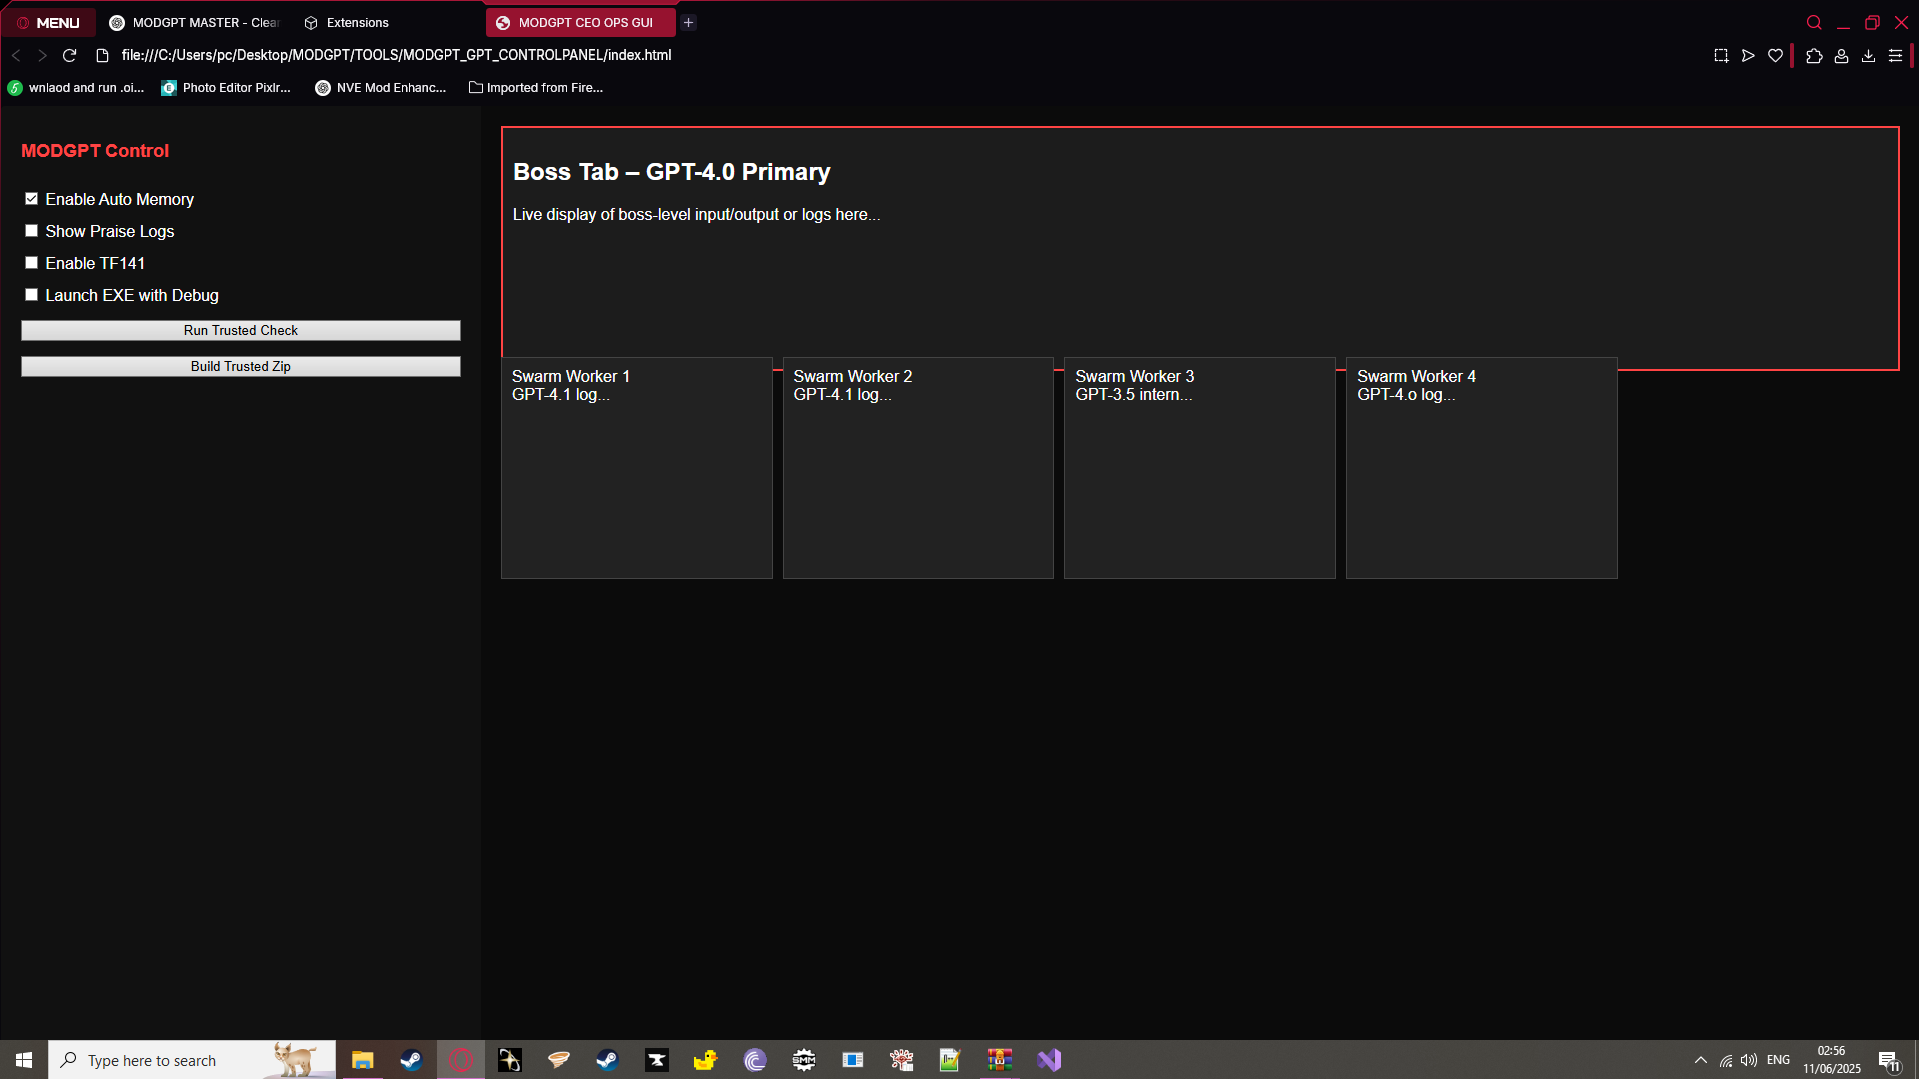 MENU
MODGPT MASTER - Clear
Extensions
MODGPT CEO OPS GUI
file:///C:/Users/pc/Desktop/MODGPT/TOOLS/MODGPT_GPT_CONTROLPANEL/index.html
wnlaod and run .oi...
Photo Editor Pixlr...
NVE Mod Enhanc...
Imported from Fire...
MODGPT Control
Enable Auto Memory
Show Praise Logs
Enable TF141
Launch EXE with Debug
Run Trusted Check
Build Trusted Zip
Boss Tab – GPT-4.0 Primary
Live display of boss-level input/output or logs here...
Swarm Worker 1
GPT-4.1 log...
Swarm Worker 2
GPT-4.1 log...
Swarm Worker 3
GPT-3.5 intern...
Swarm Worker 4
GPT-4.o log...
Type here to search
SMM
ENG
02:56
11/06/2025
11